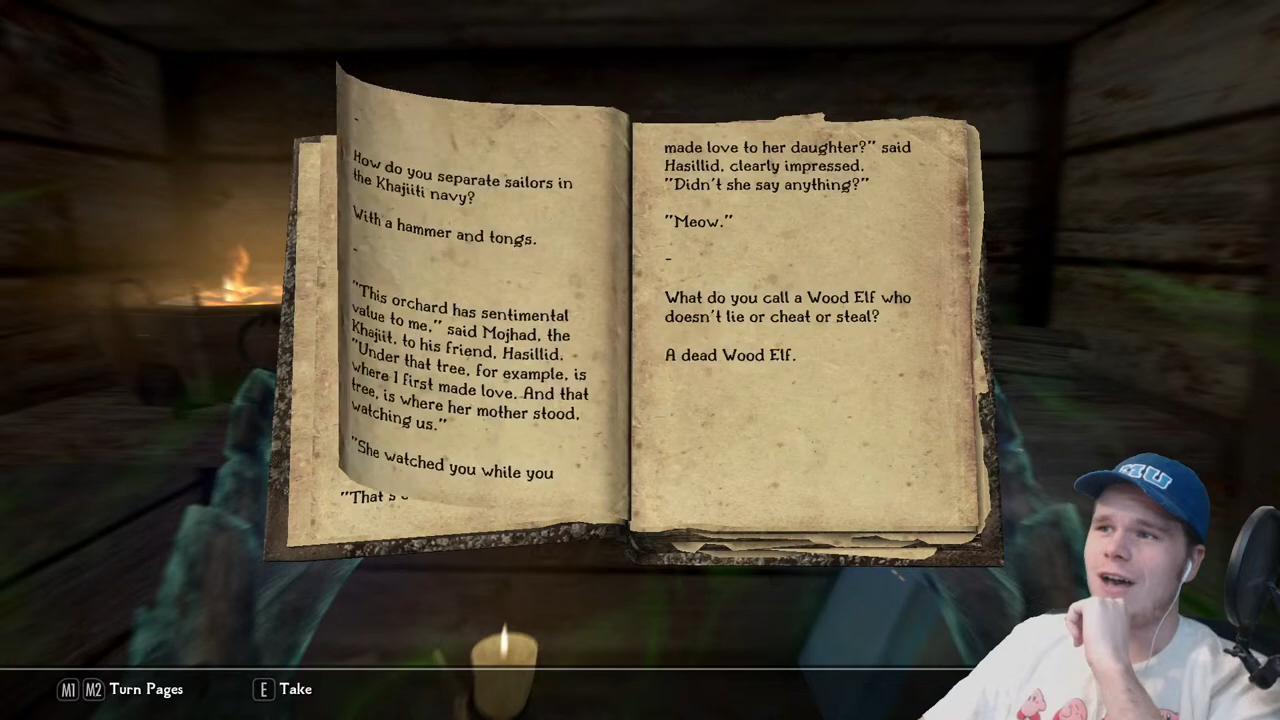 -
How do you separate sailors in
the Khajiiti navy?
With a hammer and tongs.
-
"This orchard has sentimental
value to me," said Mojhad, the
Khajiit, to his friend, Hasillid.
"Under that tree, for example, is
where I first made love. And that
tree, is where her mother stood,
watching us."
"She watched you while you
"That's
made love to her daughter?" said
Hasillid, clearly impressed.
"Didn't she say anything?"
"Meow."
-
What do you call a Wood Elf who
doesn't lie or cheat or steal?
A dead Wood Elf.
MU
M1 M2 Turn Pages
E Take